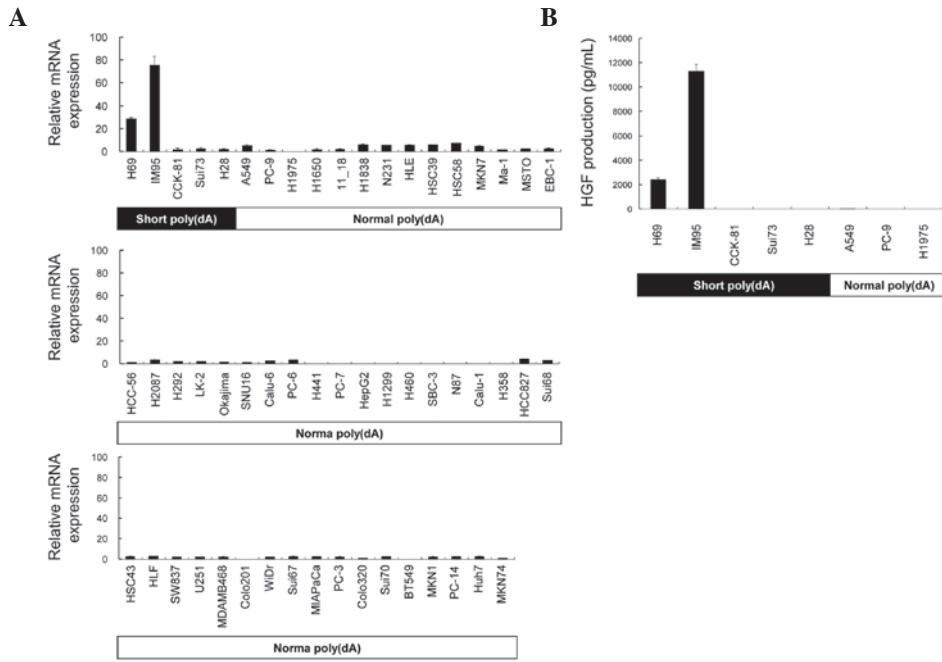 A
Relative mRNA
expression
100
80
60
40
20
0
H69
IM95
CCK-81
Sui73
H28
A549
PC-9
H1975
H1650
11_18
H1838
N231
HLE
HSC39
HSC58
MKN7
Ma-1
MSTO
EBC-1
Short poly(dA)
Normal poly(dA)
Relative mRNA
expression
100
80
60
40
20
0
HCC-56
H2087
H292
LK-2
Okajima
SNU16
Calu-6
PC-6
H441
PC-7
HepG2
H1299
H460
SBC-3
N87
Calu-1
H358
HCC827
Sui68
Norma poly(dA)
Relative mRNA
expression
100
80
60
40
20
0
HSC43
HLF
SW837
U251
MDAMB468
Colo201
WiDr
Sui67
MIAPaCa
PC-3
Colo320
Sui70
BT549
MKN1
PC-14
Huh7
MKN74
Norma poly(dA)
B
HGF production (pg/mL)
14000
12000
10000
8000
6000
4000
2000
0
H69
IM95
CCK-81
Sui73
H28
A549
PC-9
H1975
Short poly(dA)
Normal poly(dA)